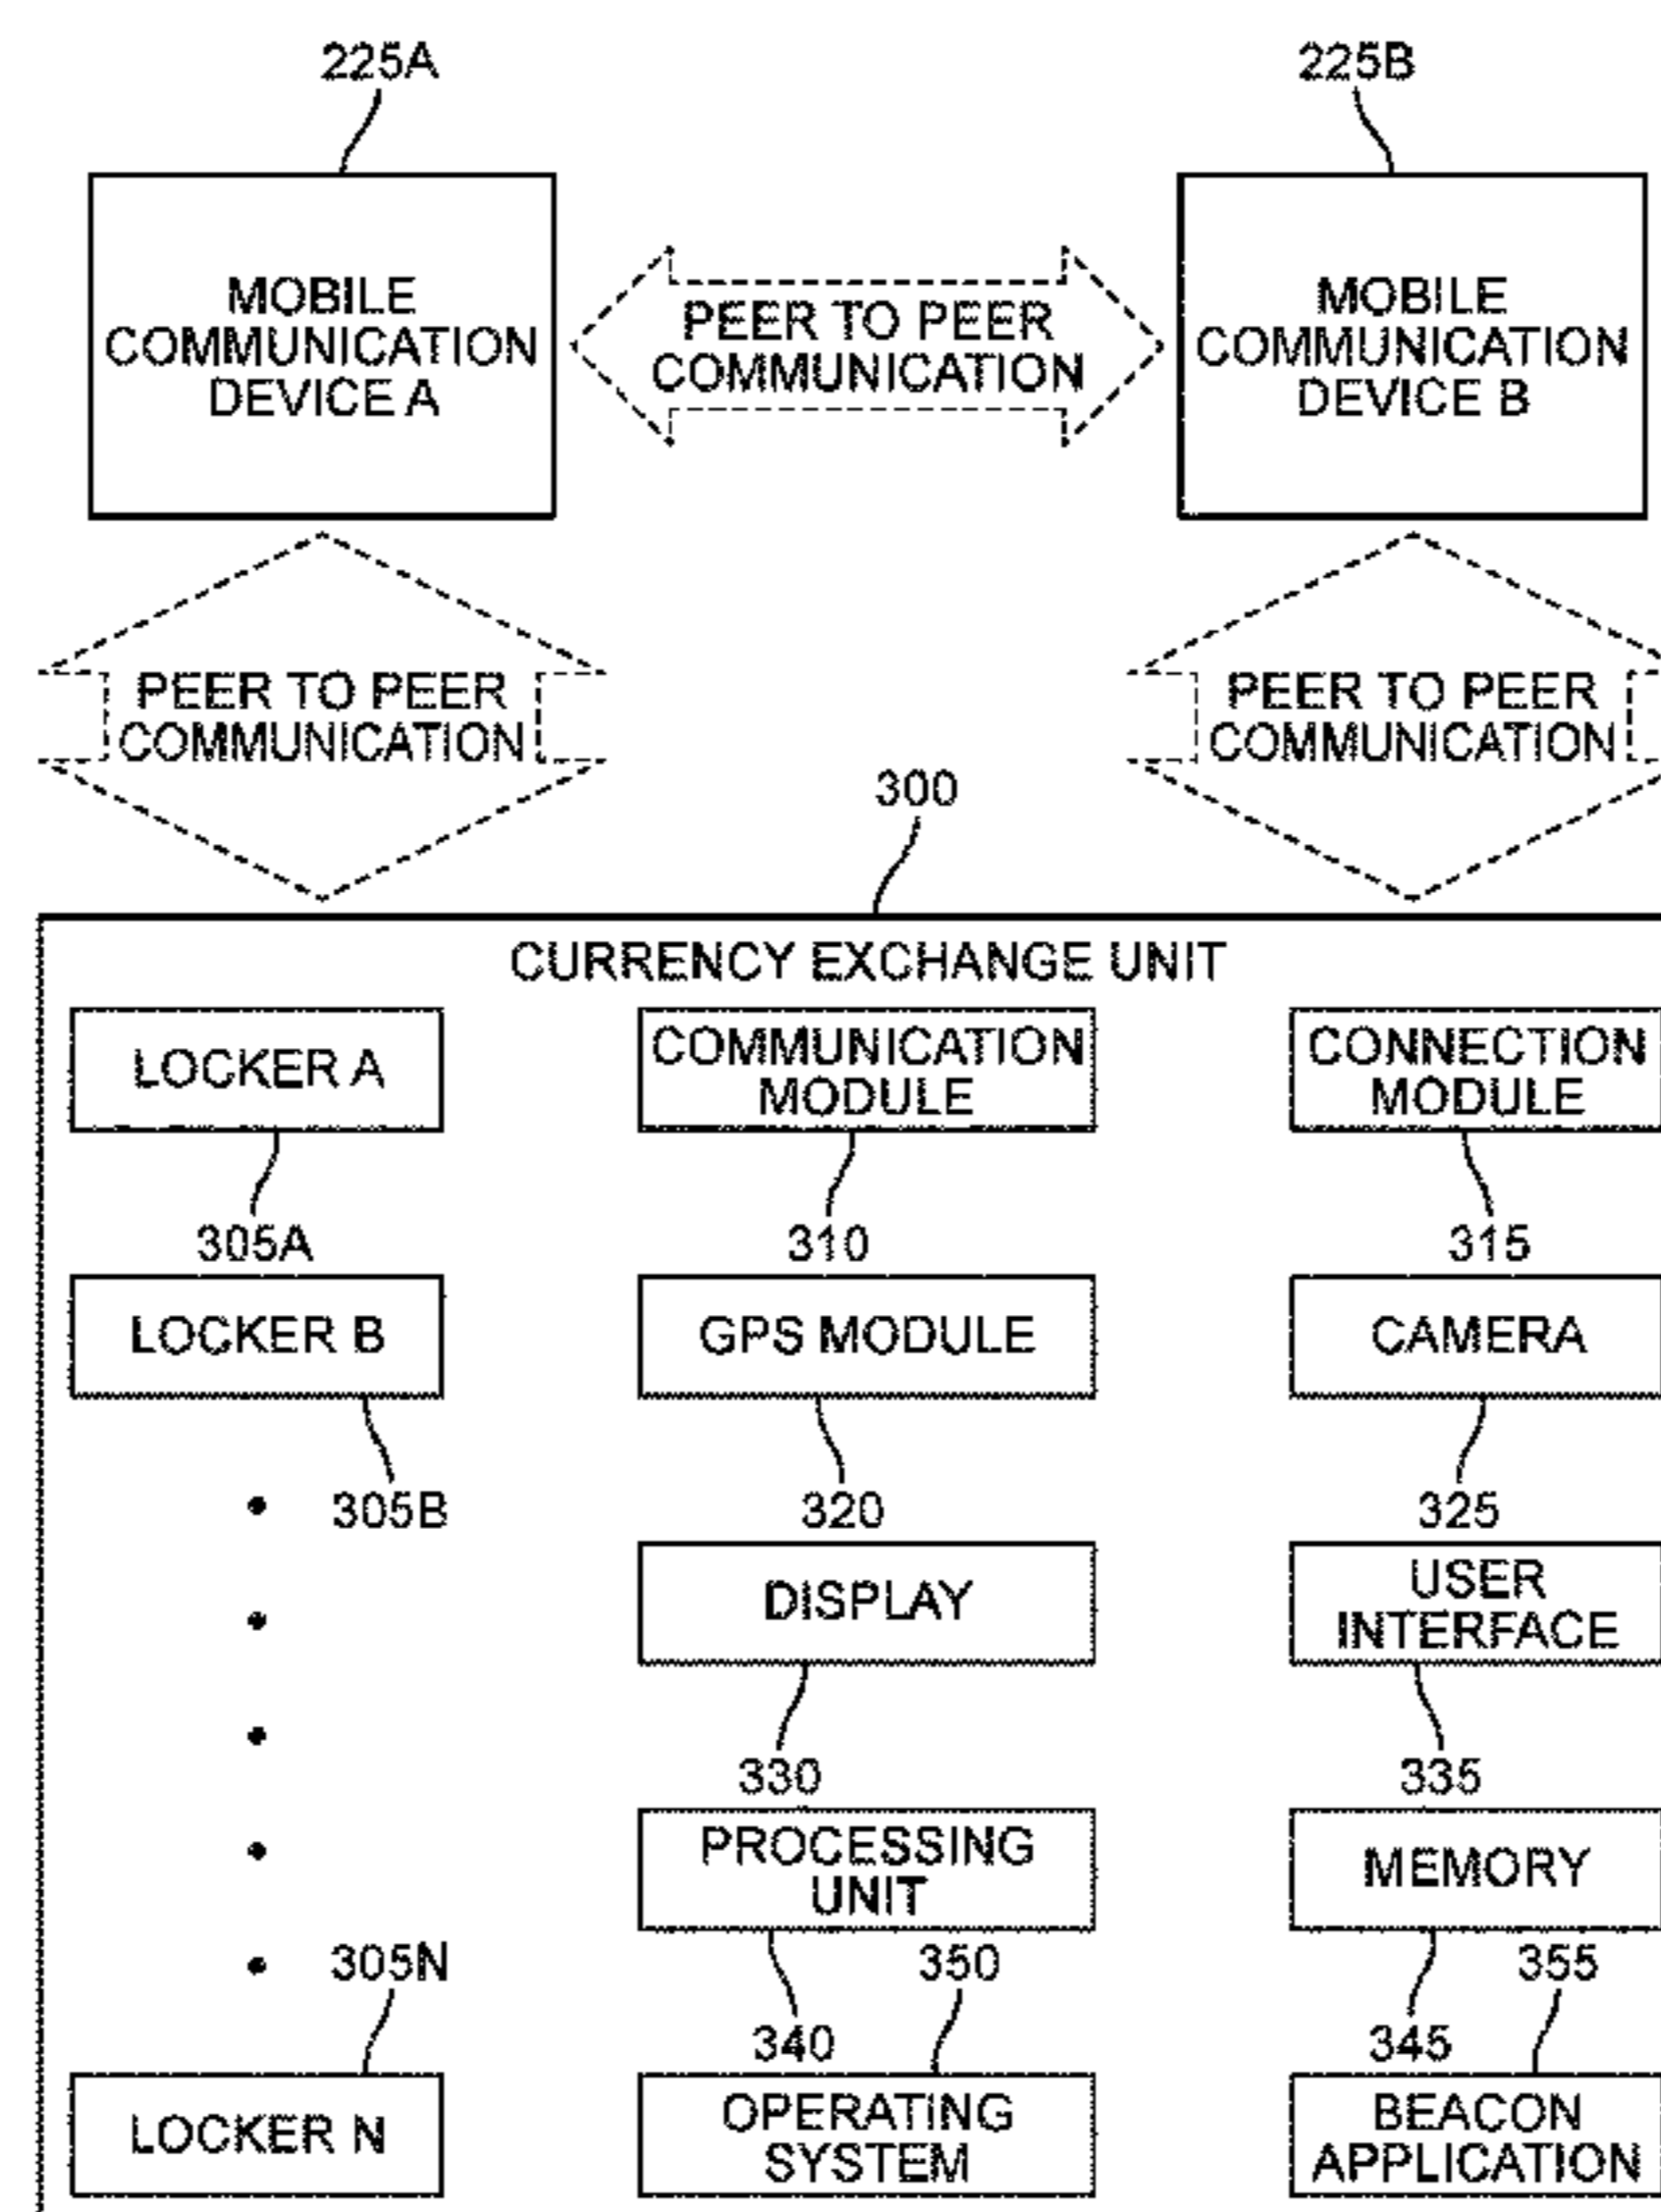 225A
225B
MOBILE
COMMUNICATION
DEVICE A
PEER TO PEER
COMMUNICATION
MOBILE
COMMUNICATION
DEVICE B
PEER TO PEER
COMMUNICATION
PEER TO PEER
COMMUNICATION
300
CURRENCY EXCHANGE UNIT
LOCKER A
COMMUNICATION
MODULE
CONNECTION
MODULE
305A
310
315
LOCKER B
GPS MODULE
CAMERA
305B
320
325
DISPLAY
USER
INTERFACE
330
335
PROCESSING
UNIT
MEMORY
305N
350
355
340
345
LOCKER N
OPERATING
SYSTEM
BEACON
APPLICATION